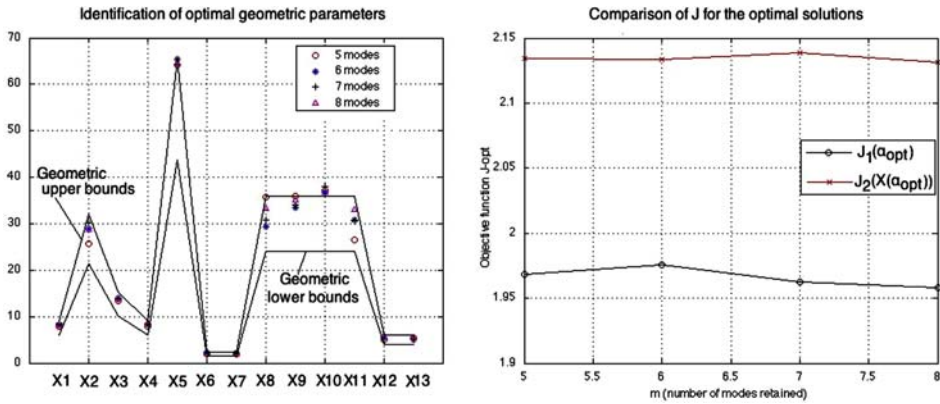 Identification of optimal geometric parameters
70
60
50
40
30
20
10
0
5 modes
6 modes
7 modes
8 modes
Geometric
upper bounds
Geometric
lower bounds
X1 X2 X3 X4 X5 X6 X7 X8 X9 X10 X11 X12 X13
Comparison of J for the optimal solutions
Objective function J-opt
2.15
2.1
2.05
2
1.95
1.9
J1(αopt)
J2(X(αopt))
5 5.5 6 6.5 7 7.5 8
m (number of modes retained)